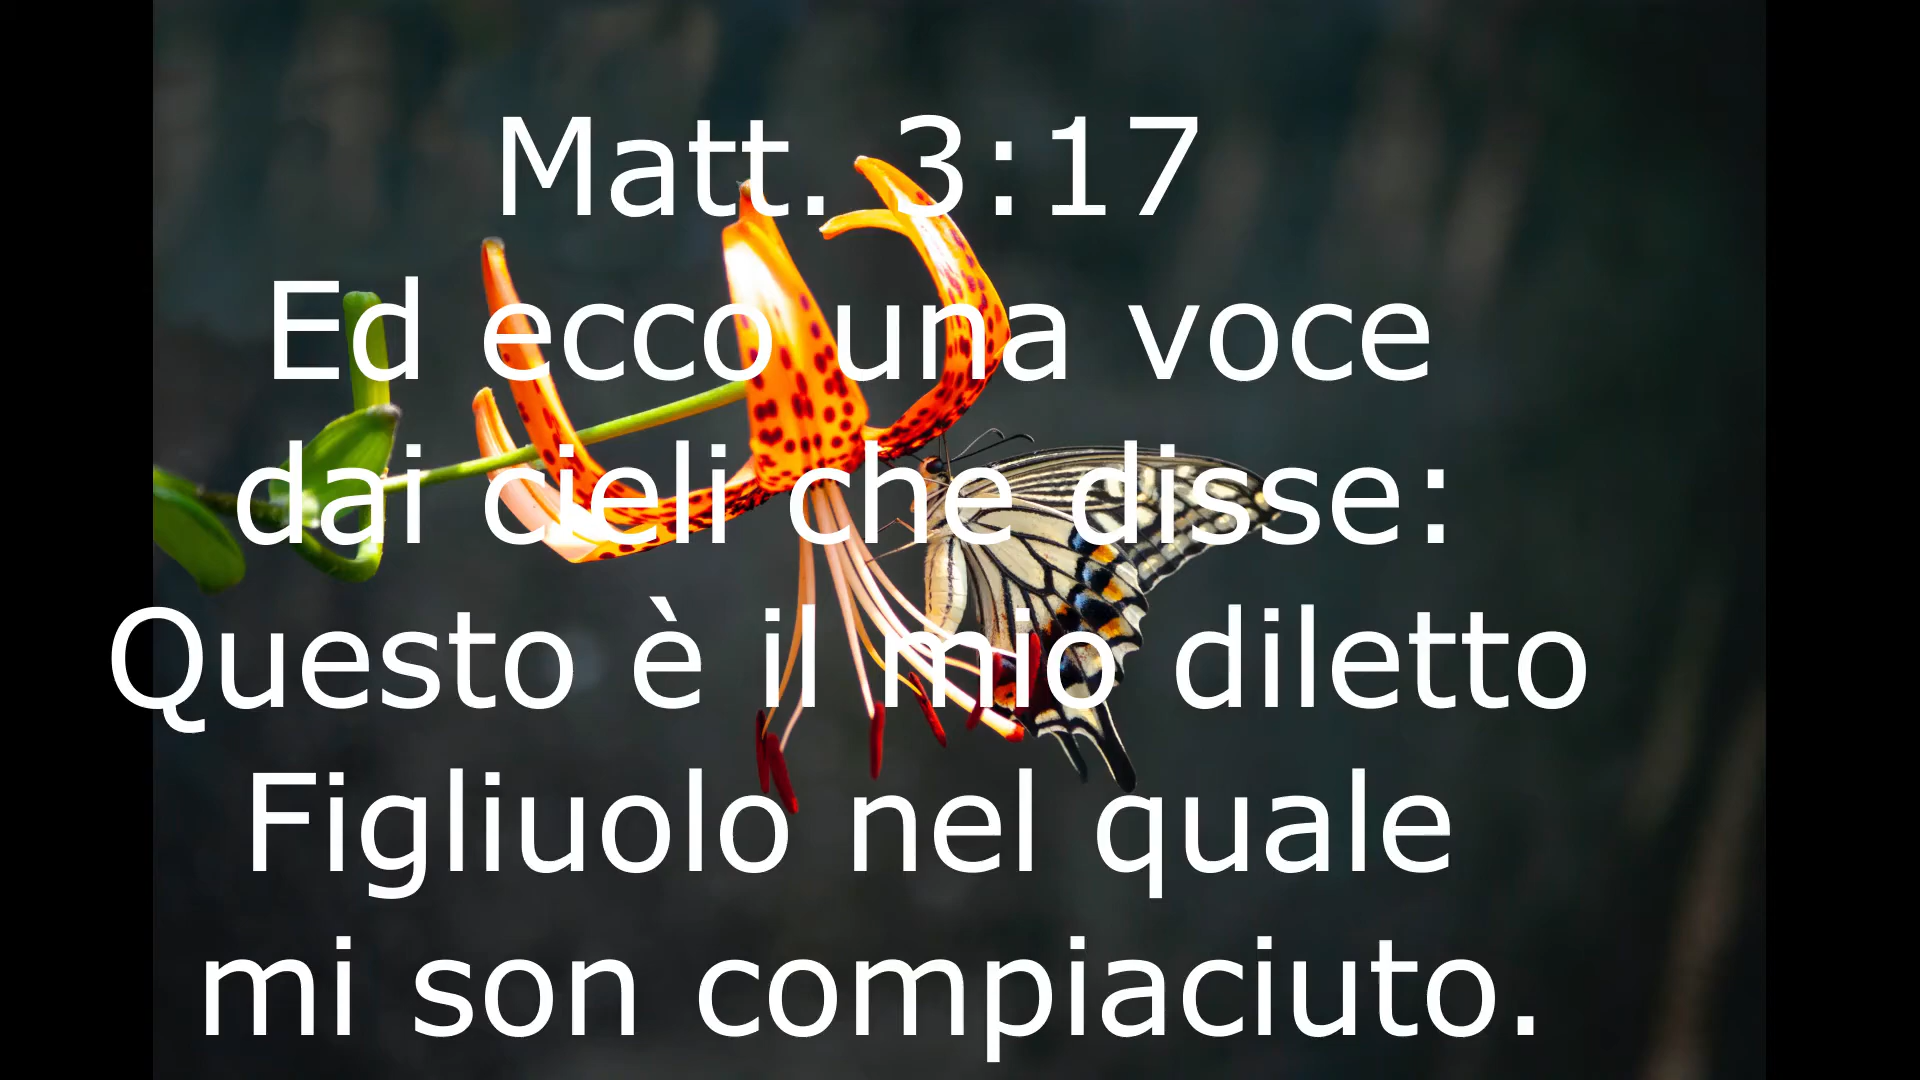 Matt. 3:17
Ed ecco una voce
dai cieli che disse:
Questo è il mio diletto
Figliuolo nel quale
mi son compiaciuto.